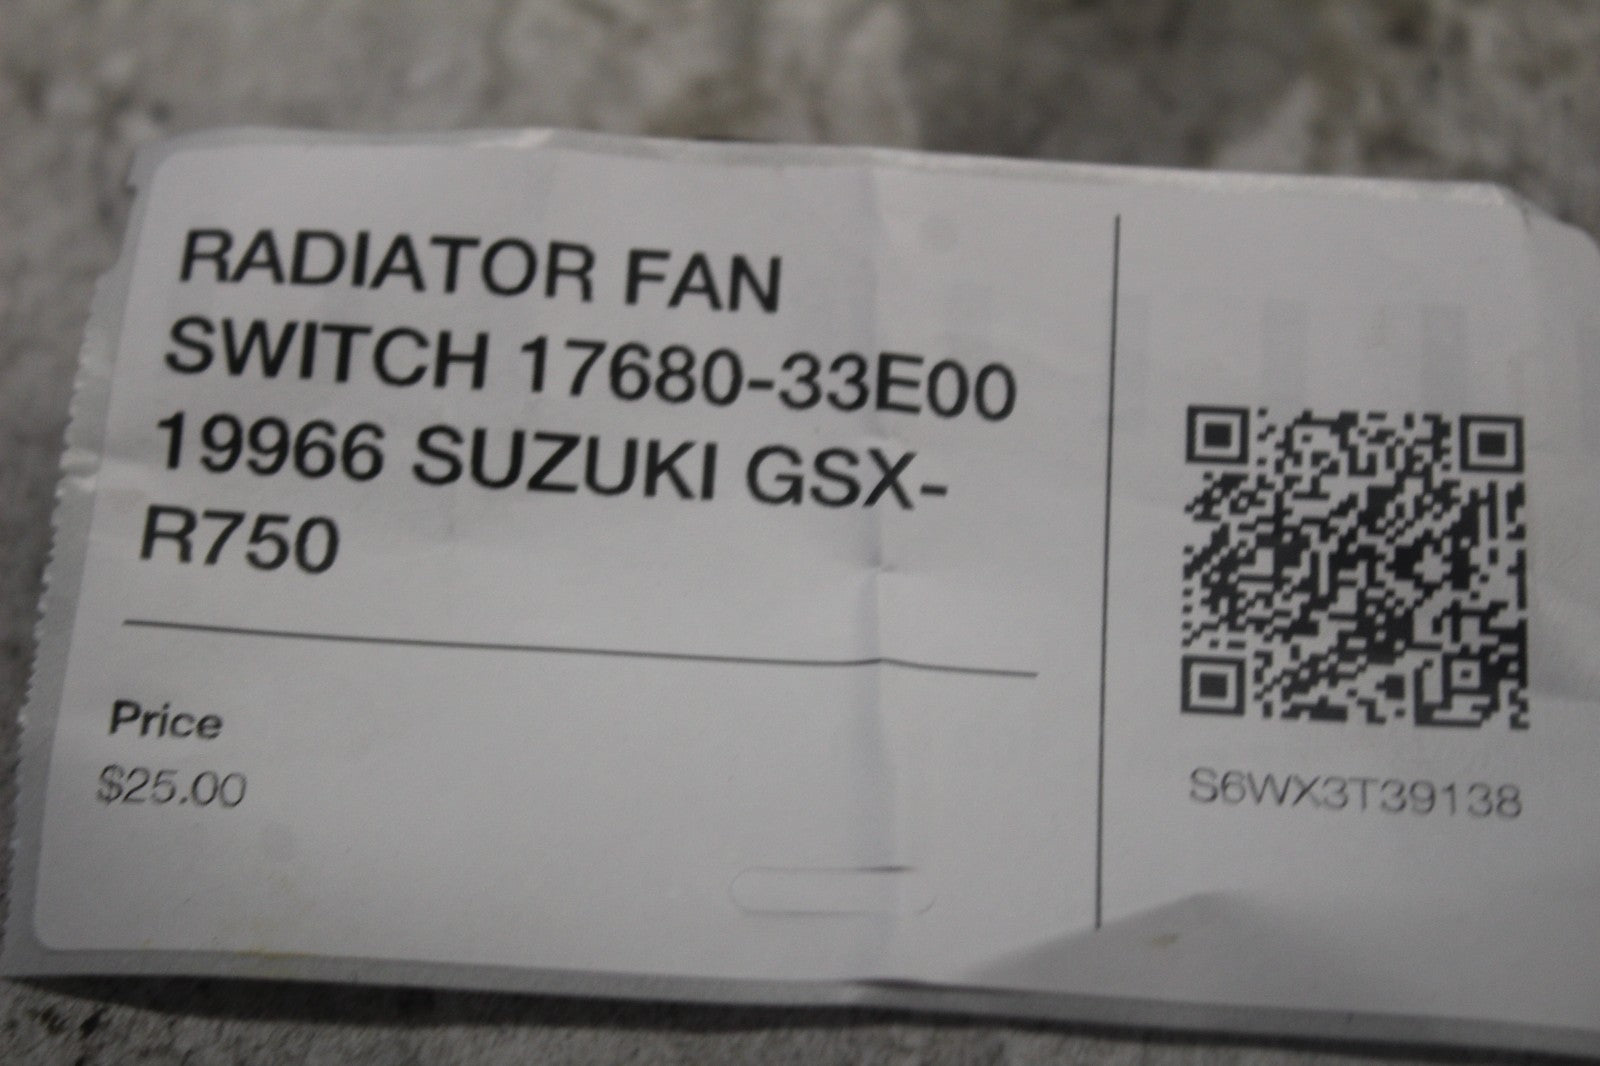 RADIATOR FAN
SWITCH 17680-33E00
19966 SUZUKI GSX-
R750
Price
$25.00
S6WX3T39138